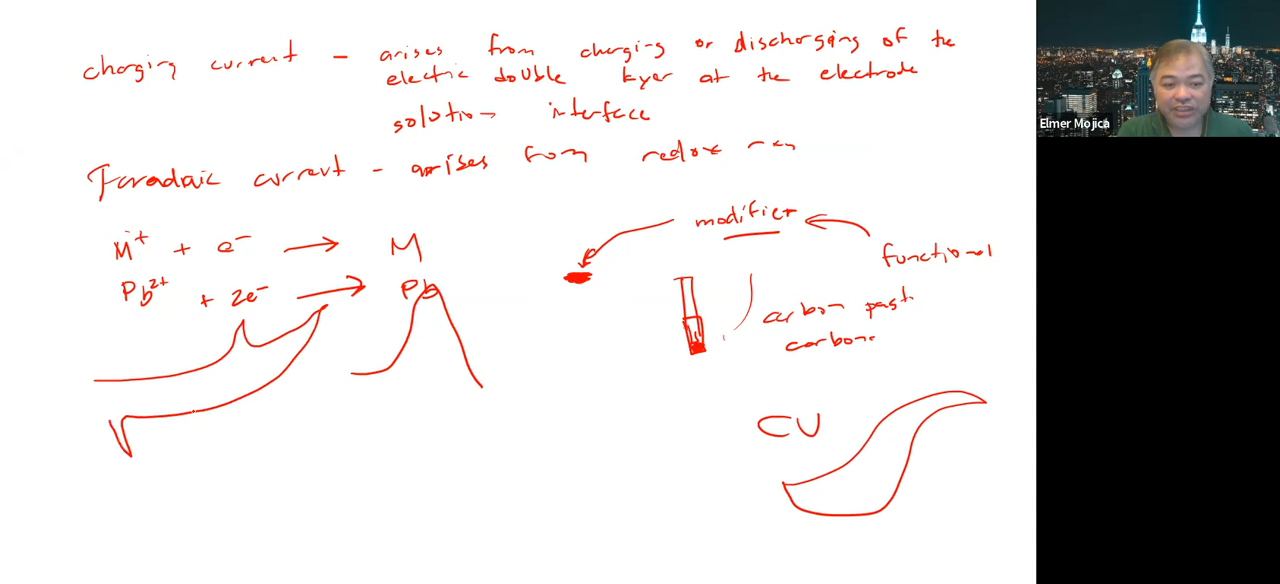 charging current - arises from charging or discharging of the
electric double layer at the electrode
solution interface
Faradaic current - arises from redox rxn
M⁺ + e⁻ → M
Pb²⁺ + 2e⁻ → Pb
modifier
functional
carbon past
carbon
CV
Elmer Mojica